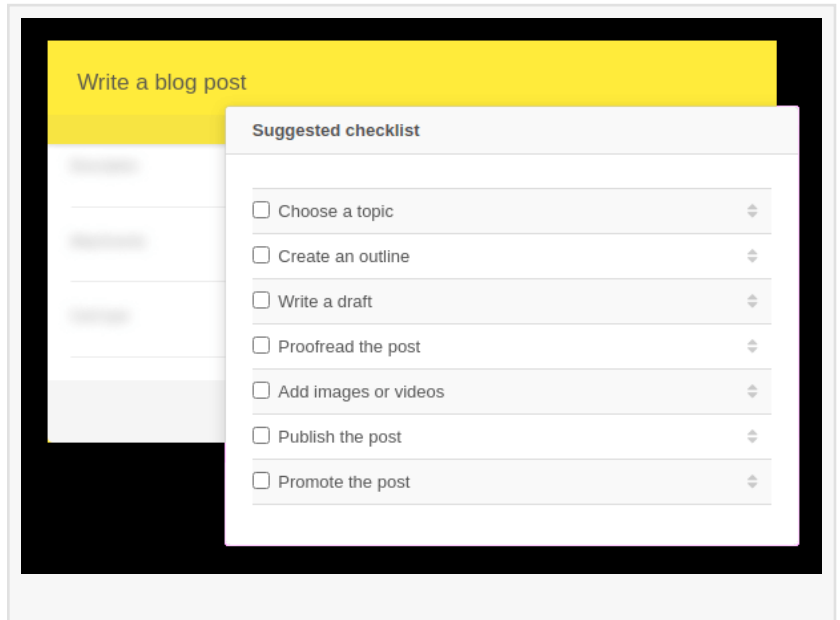 Write a blog post
Suggested checklist
Choose a topic
Create an outline
Write a draft
Proofread the post
Add images or videos
Publish the post
Promote the post